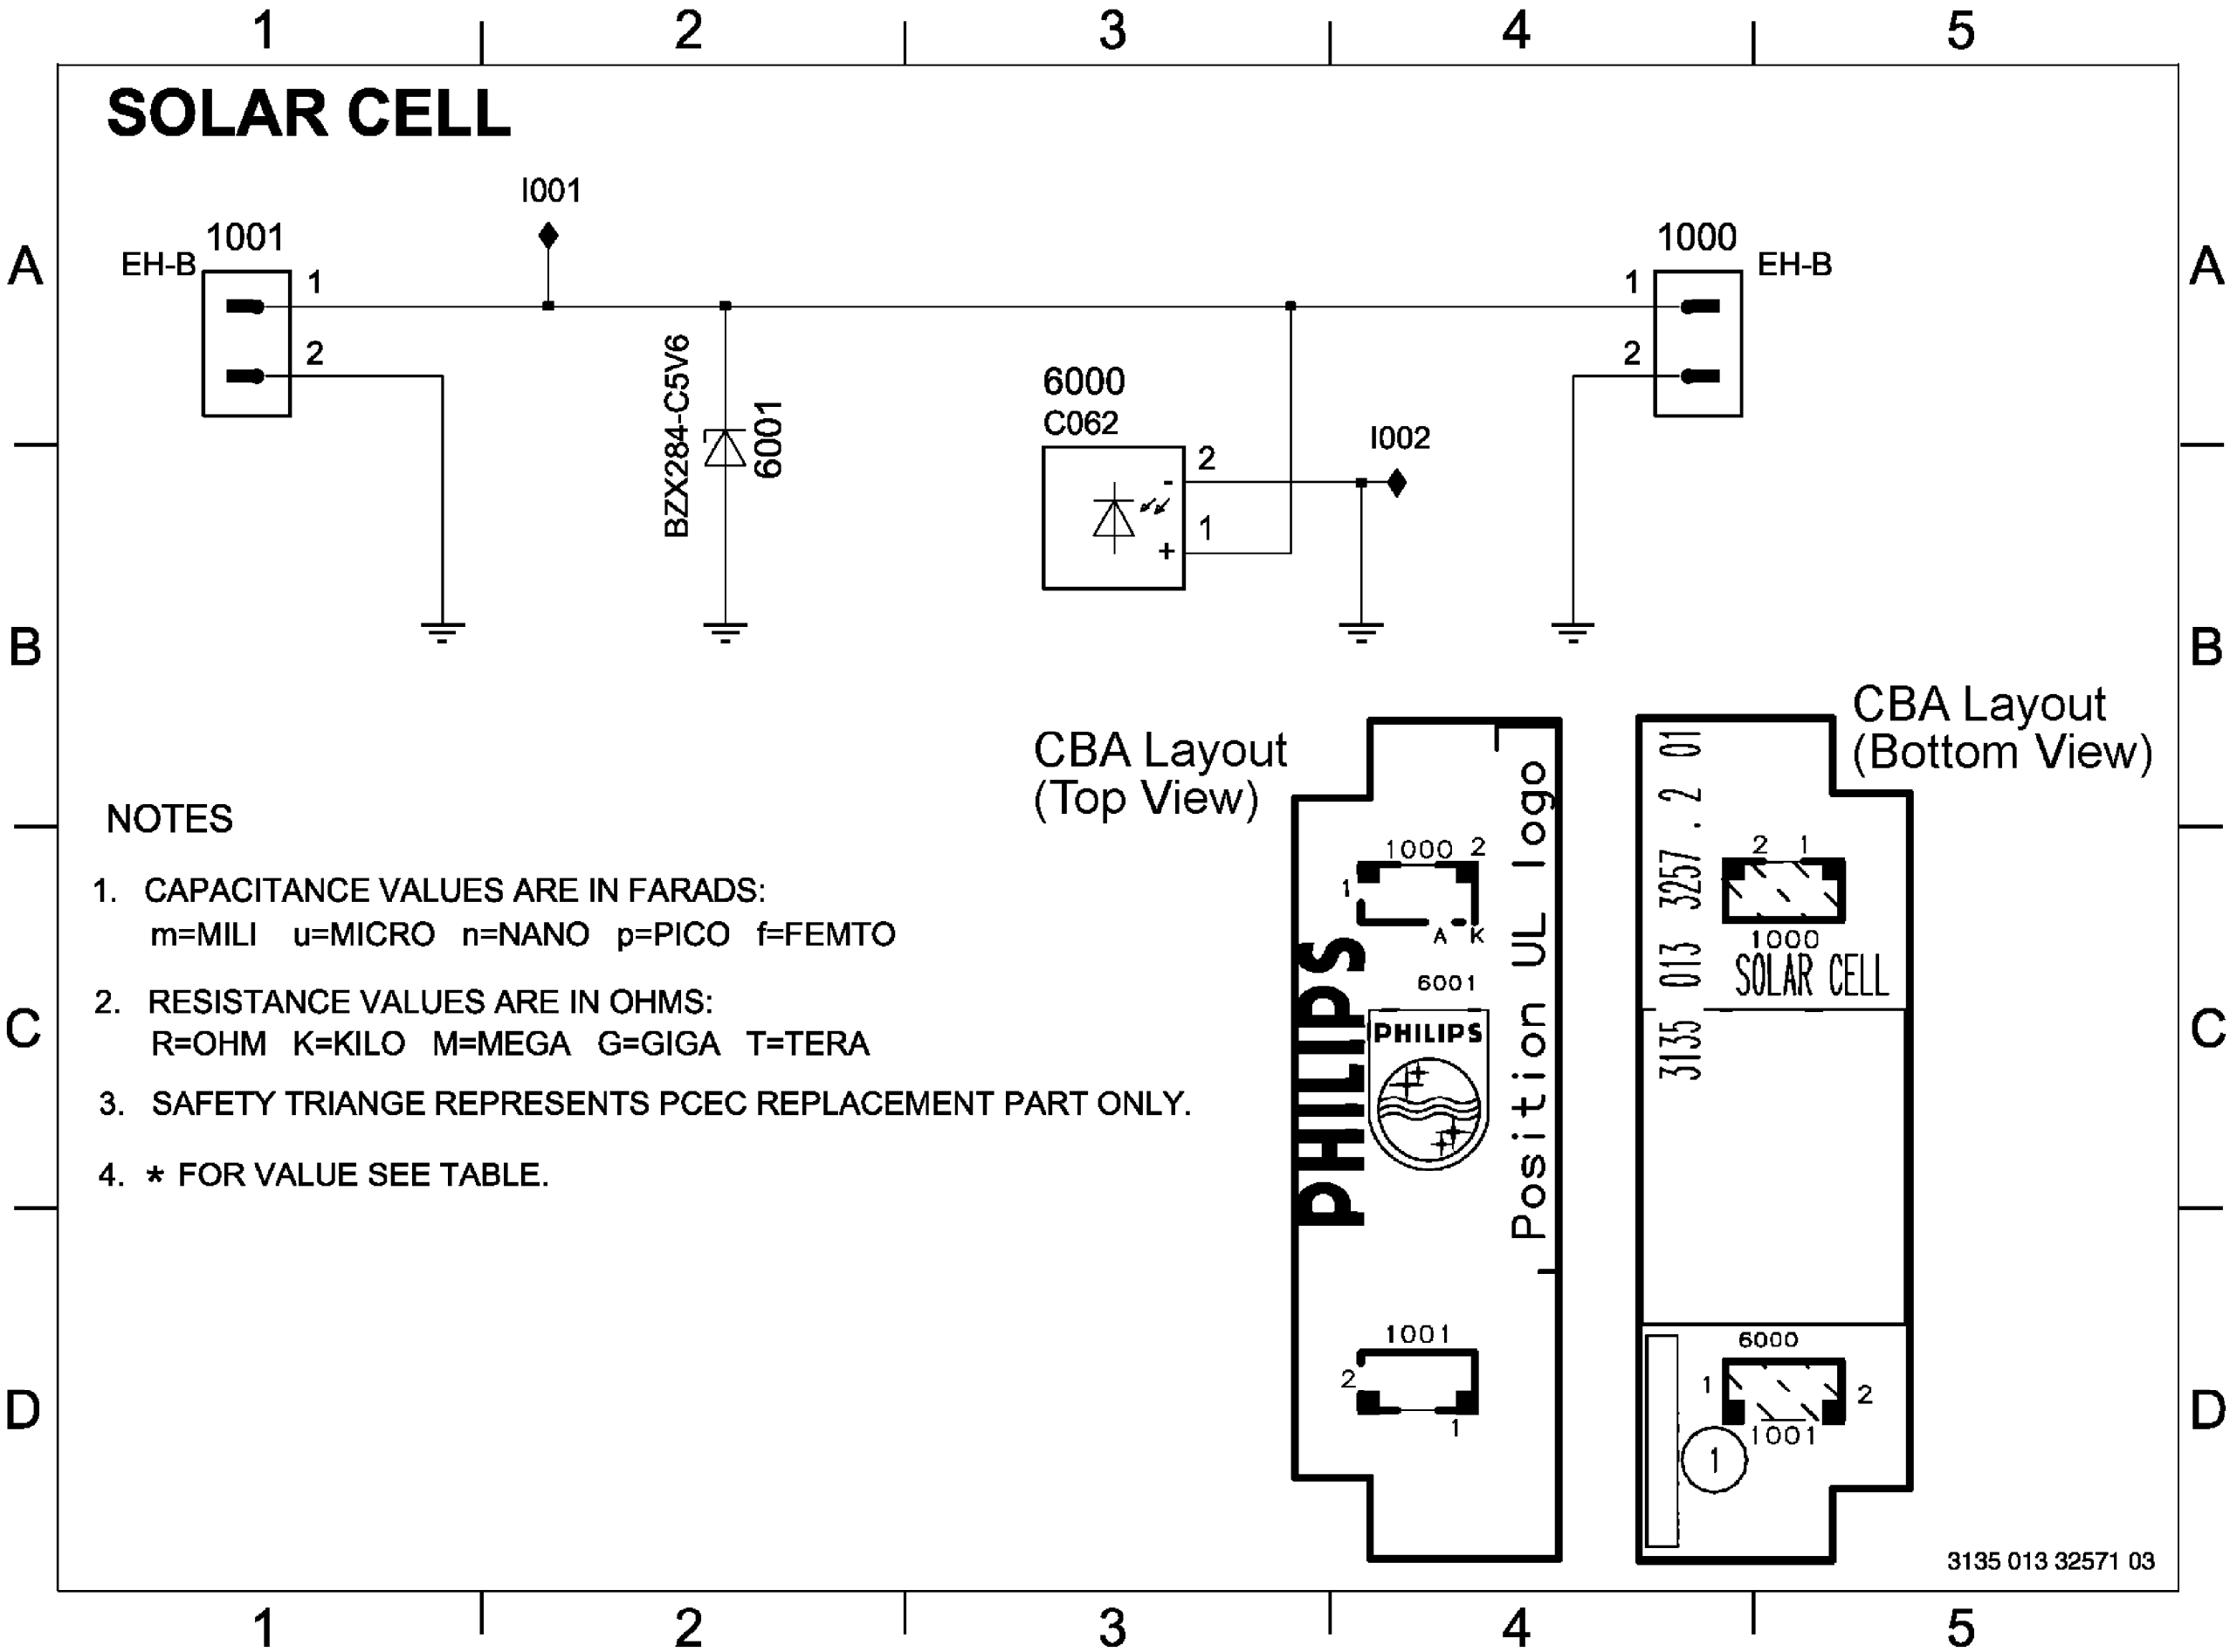 1 2 3 4 5
SOLAR CELL
I001
A
1001
EH-B
1
2
1000
EH-B
1
2
A
BZX284-C5V6
6001
6000
C062
2
-
1
+
I002
B
B
CBA Layout
(Top View)
CBA Layout
(Bottom View)
NOTES
1. CAPACITANCE VALUES ARE IN FARADS:
m=MILI u=MICRO n=NANO p=PICO f=FEMTO
2. RESISTANCE VALUES ARE IN OHMS:
R=OHM K=KILO M=MEGA G=GIGA T=TERA
3. SAFETY TRIANGE REPRESENTS PCEC REPLACEMENT PART ONLY.
4. * FOR VALUE SEE TABLE.
C
1000 2
1
A K
6001
PHILIPS
PHILIPS
Position UL logo
1001
2
1
3135 013 3257.2 01
2 1
1000
SOLAR CELL
C
D
6000
1
2
1001
1
D
3135 013 32571 03
1 2 3 4 5